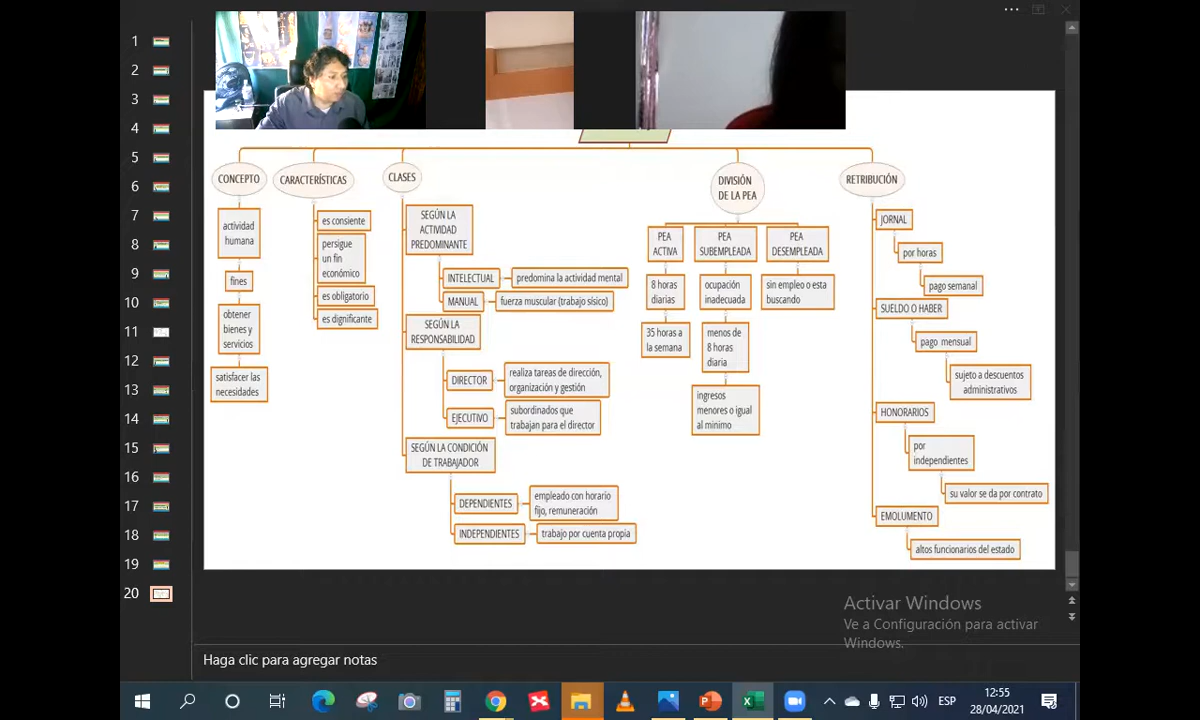 1
2
3
4
5
6
7
8
9
10
11
12
13
14
15
16
17
18
19
20
CONCEPTO
actividad
humana
fines
obtener
bienes y
servicios
satisfacer las
necesidades
CARACTERÍSTICAS
es consiente
persigue
un fin
económico
es obligatorio
es dignificante
CLASES
SEGÚN LA
ACTIVIDAD
PREDOMINANTE
INTELECTUAL
predomina la actividad mental
MANUAL
fuerza muscular (trabajo sísico)
SEGÚN LA
RESPONSABILIDAD
DIRECTOR
realiza tareas de dirección,
organización y gestión
EJECUTIVO
subordinados que
trabajan para el director
SEGÚN LA CONDICIÓN
DE TRABAJADOR
DEPENDIENTES
empleado con horario
fijo, remuneración
INDEPENDIENTES
trabajo por cuenta propia
DIVISIÓN
DE LA PEA
PEA
ACTIVA
8 horas
diarias
35 horas a
la semana
PEA
SUBEMPLEADA
ocupación
inadecuada
menos de
8 horas
diaria
ingresos
menores o igual
al minimo
PEA
DESEMPLEADA
sin empleo o esta
buscando
RETRIBUCIÓN
JORNAL
por horas
pago semanal
SUELDO O HABER
pago mensual
sujeto a descuentos
administrativos
HONORARIOS
por
independientes
su valor se da por contrato
EMOLUMENTO
altos funcionarios del estado
Activar Windows
Ve a Configuración para activar
Windows.
Haga clic para agregar notas
ESP
12:55
28/04/2021